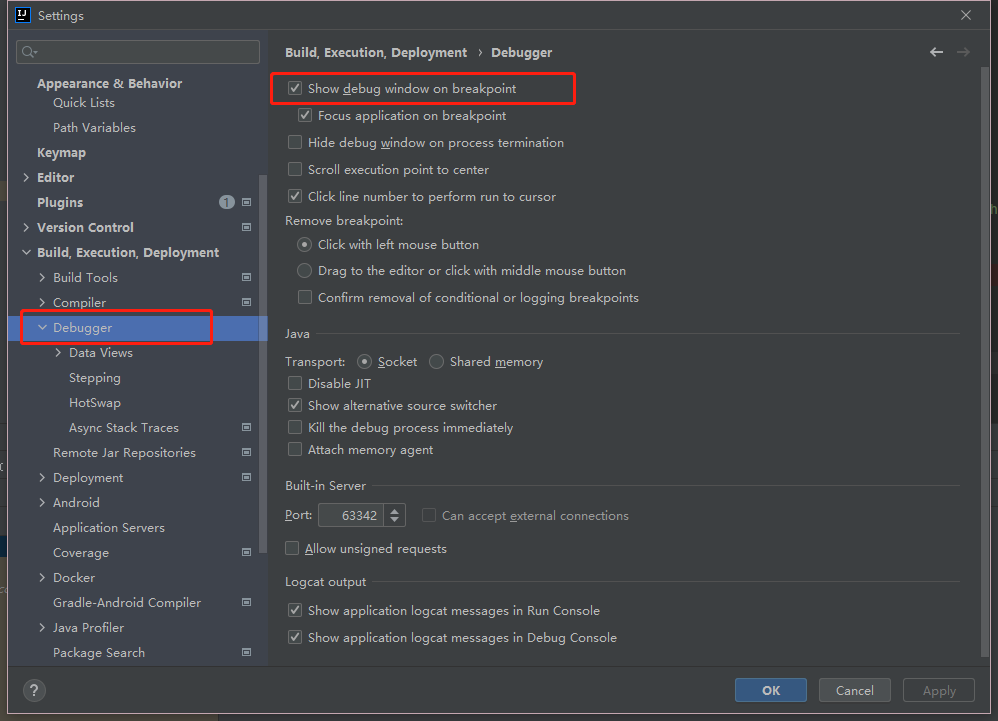 IJ Settings
Appearance & Behavior
Quick Lists
Path Variables
Keymap
Editor
Plugins 1
Version Control
Build, Execution, Deployment
Build Tools
Compiler
Debugger
Data Views
Stepping
HotSwap
Async Stack Traces
Remote Jar Repositories
Deployment
Android
Application Servers
Coverage
Docker
Gradle-Android Compiler
Java Profiler
Package Search
Build, Execution, Deployment › Debugger
Show debug window on breakpoint
Focus application on breakpoint
Hide debug window on process termination
Scroll execution point to center
Click line number to perform run to cursor
Remove breakpoint:
Click with left mouse button
Drag to the editor or click with middle mouse button
Confirm removal of conditional or logging breakpoints
Java
Transport: Socket Shared memory
Disable JIT
Show alternative source switcher
Kill the debug process immediately
Attach memory agent
Built-in Server
Port: 63342 Can accept external connections
Allow unsigned requests
Logcat output
Show application logcat messages in Run Console
Show application logcat messages in Debug Console
? OK Cancel Apply